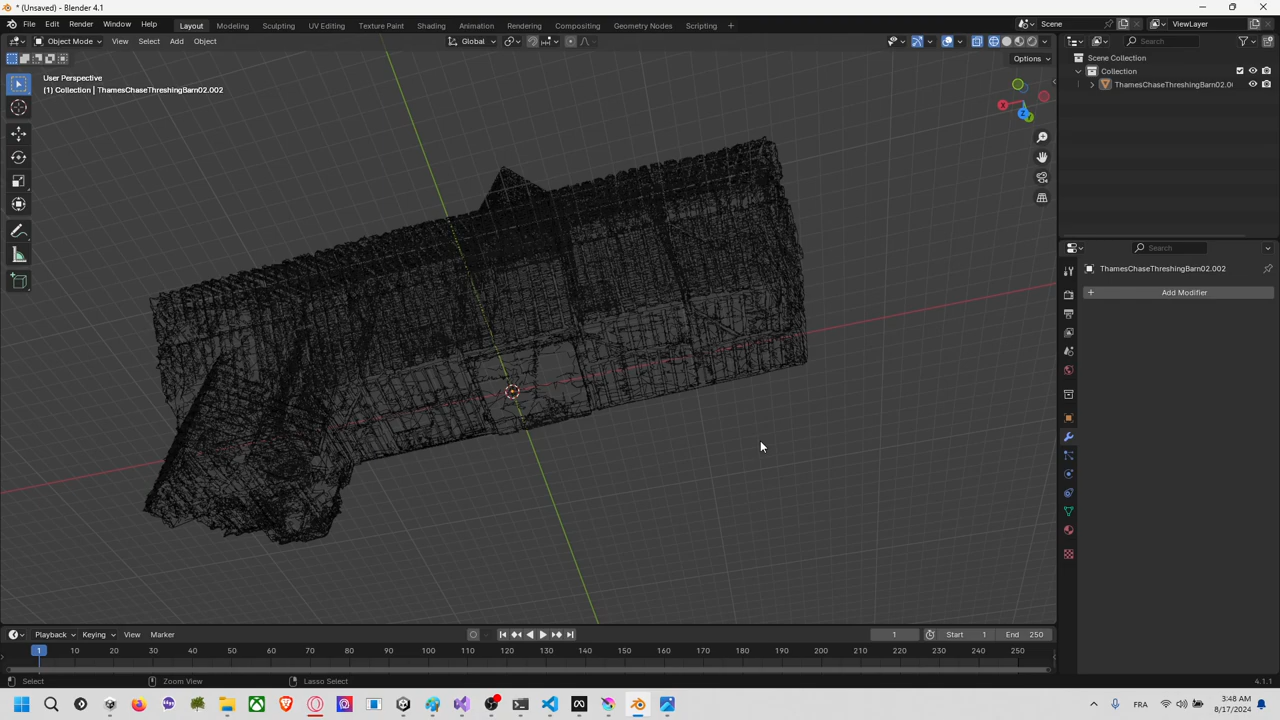 * (Unsaved) - Blender 4.1
File Edit Render Window Help Layout Modeling Sculpting UV Editing Texture Paint Shading Animation Rendering Compositing Geometry Nodes Scripting + Scene ViewLayer
Object Mode View Select Add Object Global Search
Options
User Perspective
(1) Collection | ThamesChaseThreshingBarn02.002
Scene Collection
Collection
ThamesChaseThreshingBarn02.0
X
Z
Y
Search
ThamesChaseThreshingBarn02.002
+ Add Modifier
Playback Keying View Marker 1 Start 1 End 250
1 10 20 30 40 50 60 70 80 90 100 110 120 130 140 150 160 170 180 190 200 210 220 230 240 250
Select Zoom View Lasso Select 4.1.1
FRA 3:48 AM
8/17/2024